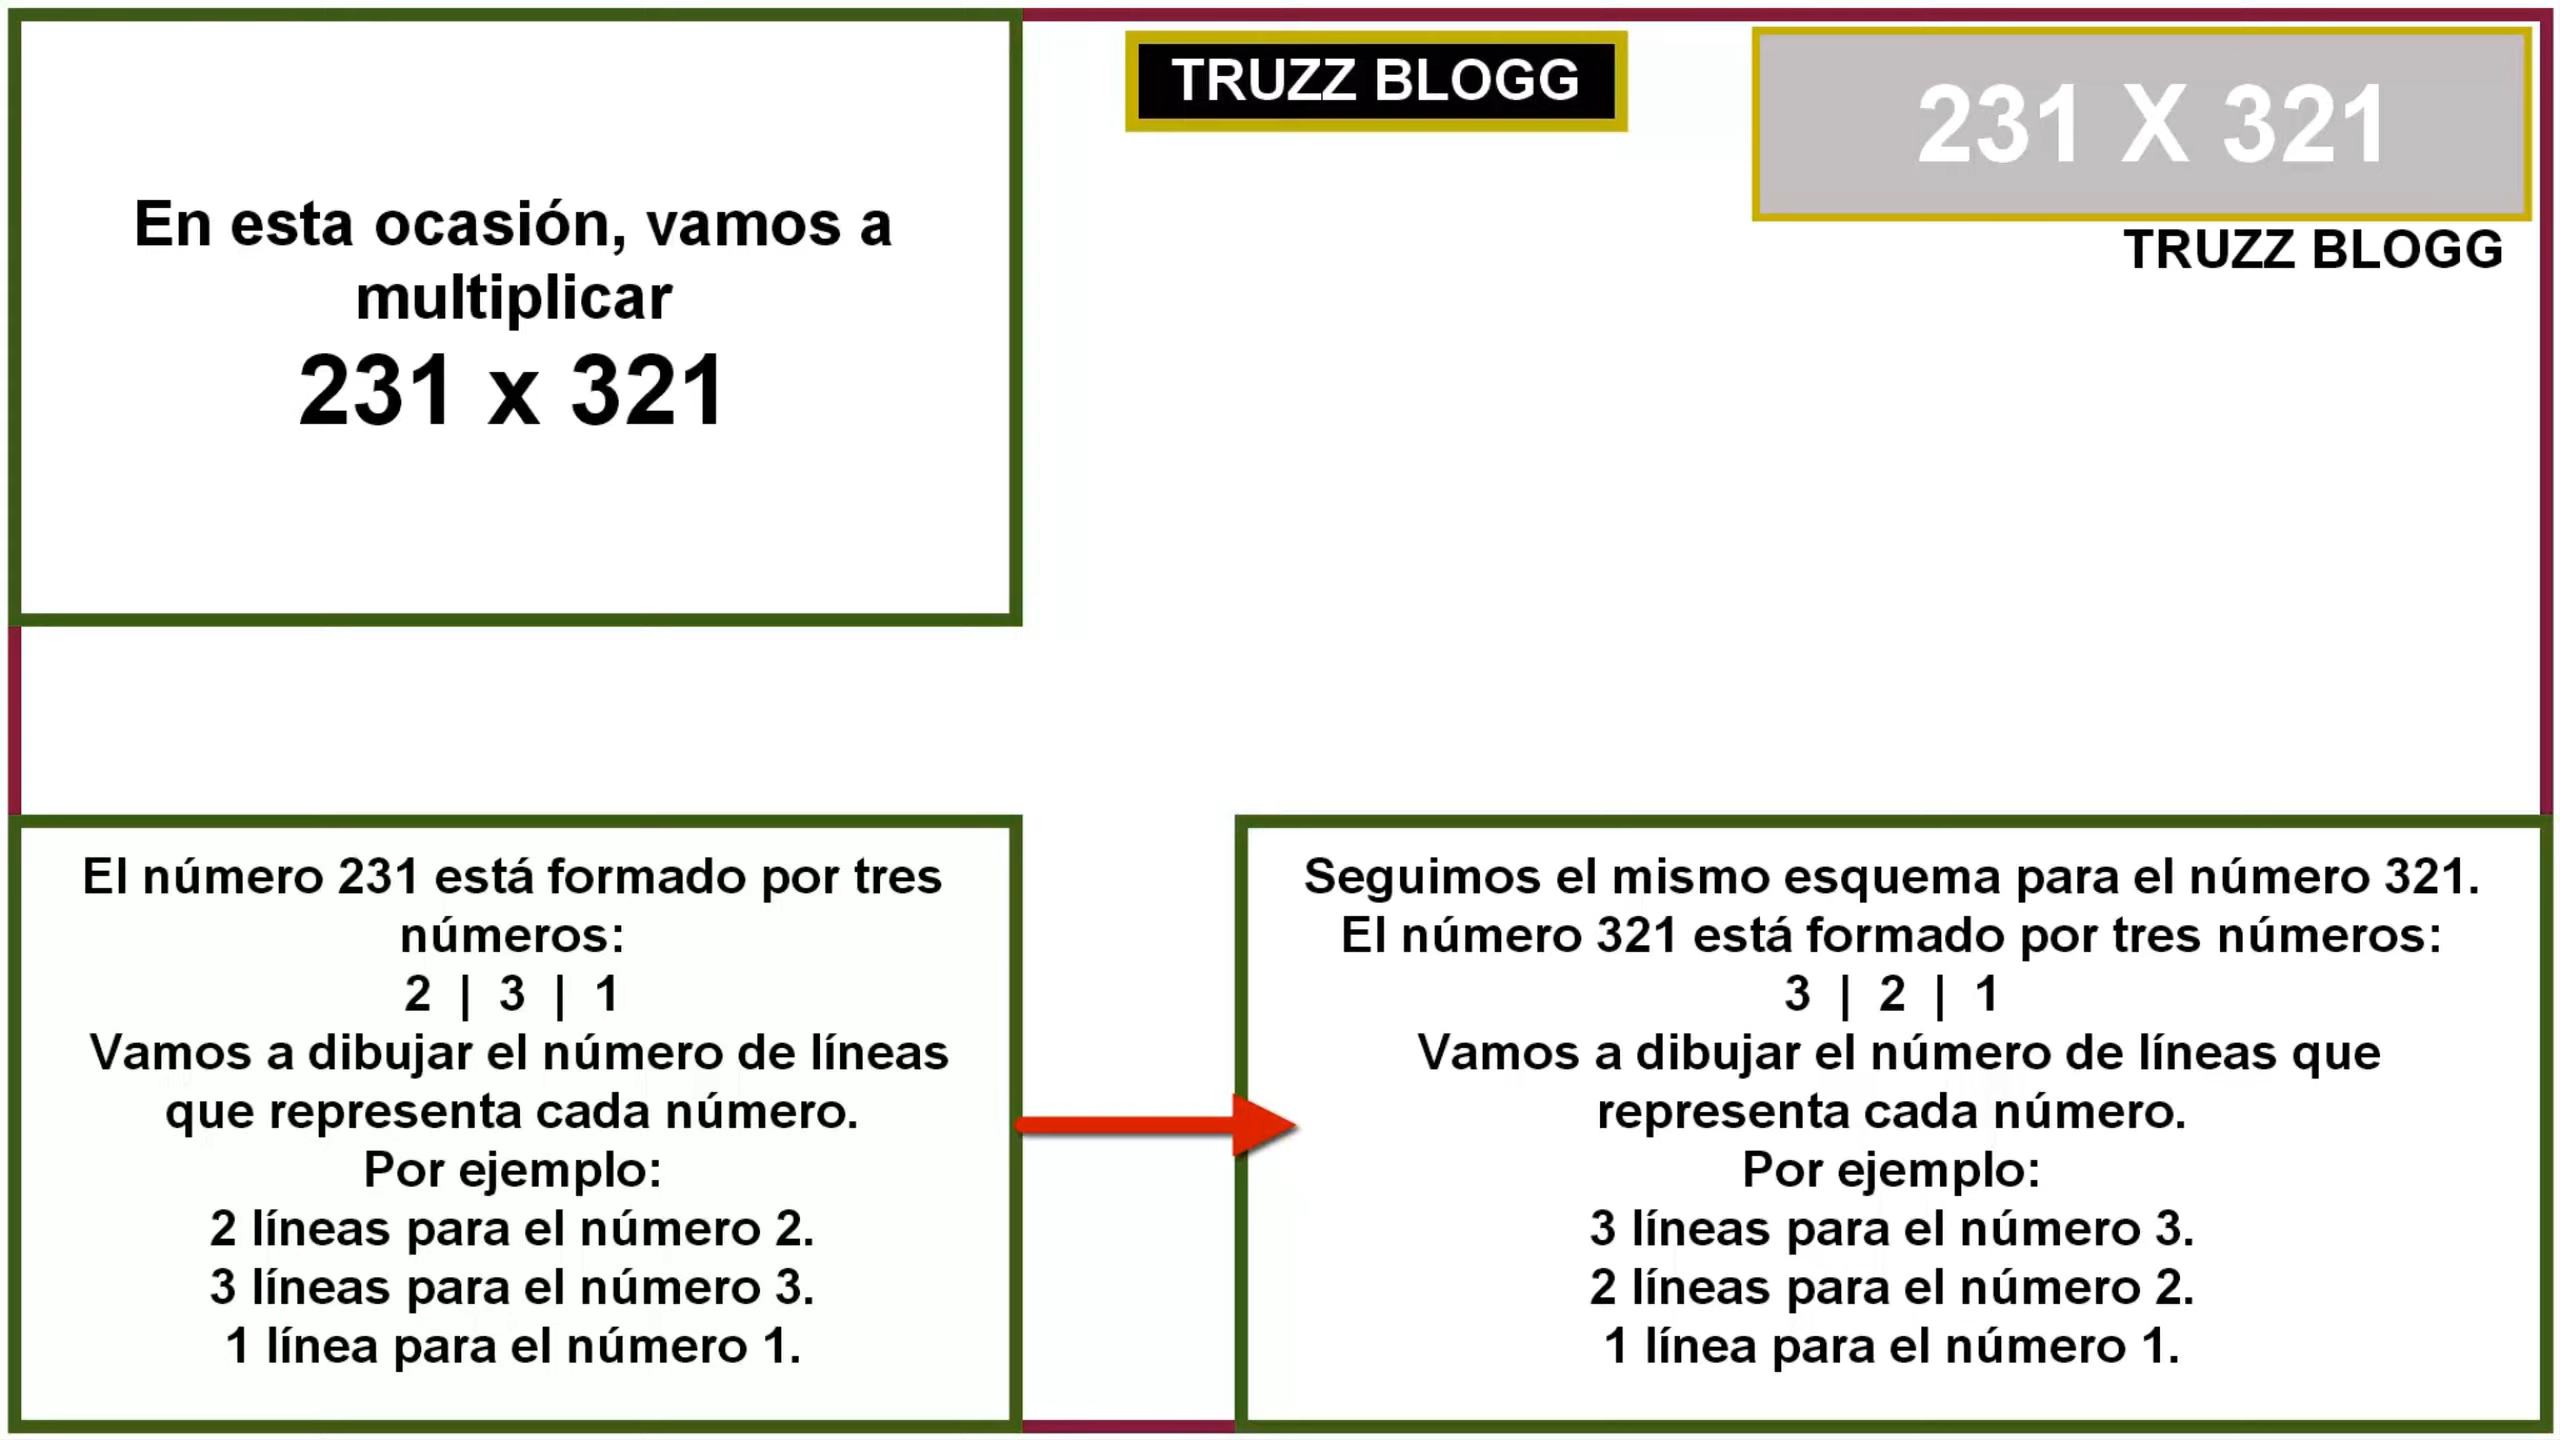 En esta ocasión, vamos a
multiplicar
231 x 321
TRUZZ BLOGG
231 X 321
TRUZZ BLOGG
El número 231 está formado por tres
números:
2 | 3 | 1
Vamos a dibujar el número de líneas
que representa cada número.
Por ejemplo:
2 líneas para el número 2.
3 líneas para el número 3.
1 línea para el número 1.
Seguimos el mismo esquema para el número 321.
El número 321 está formado por tres números:
3 | 2 | 1
Vamos a dibujar el número de líneas que
representa cada número.
Por ejemplo:
3 líneas para el número 3.
2 líneas para el número 2.
1 línea para el número 1.